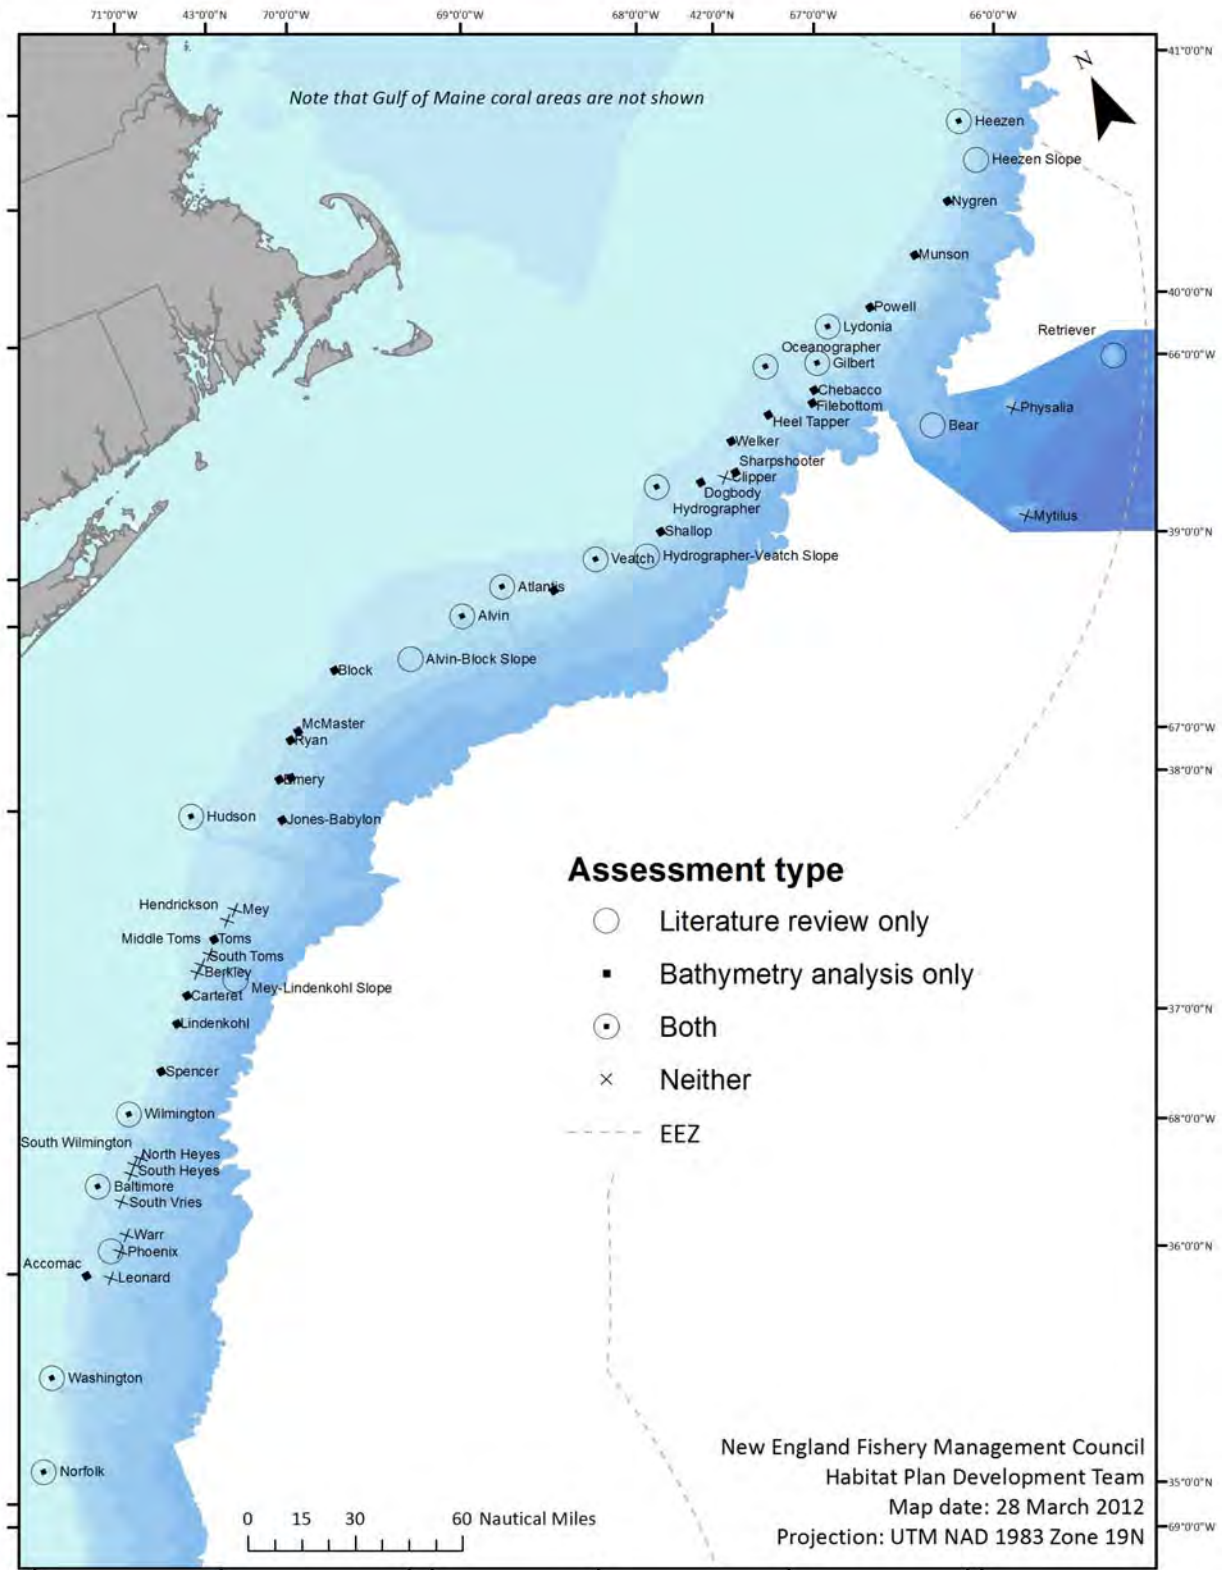 71°0'0"W
43°0'0"W
70°0'0"W
69°0'0"W
68°0'0"W
42°0'0"W
67°0'0"W
66°0'0"W
41°0'0"N
N
Note that Gulf of Maine coral areas are not shown
Heezen
Heezen Slope
Nygren
Munson
40°0'0"N
Powell
Lydonia
Retriever
Oceanographer
66°0'0"W
Gilbert
Chebacco
Filebottom
Physalia
Heel Tapper
Bear
Welker
Sharpshooter
Clipper
Dogbody
Hydrographer
Mytilus
Shallop
39°0'0"N
Veatch
Hydrographer-Veatch Slope
Atlantis
Alvin
Alvin-Block Slope
Block
McMaster
67°0'0"W
Ryan
38°0'0"N
Emery
Hudson
Jones-Babylon
Assessment type
Hendrickson
Mey
Literature review only
Middle Toms
Toms
South Toms
Berkley
Bathymetry analysis only
Mey-Lindenkohl Slope
Carteret
37°0'0"N
Lindenkohl
Both
Spencer
Neither
Wilmington
68°0'0"W
EEZ
South Wilmington
North Heyes
South Heyes
Baltimore
South Vries
Warr
36°0'0"N
Phoenix
Accomac
Leonard
Washington
Norfolk
New England Fishery Management Council
Habitat Plan Development Team
35°0'0"N
Map date: 28 March 2012
0 15 30 60 Nautical Miles
69°0'0"W
Projection: UTM NAD 1983 Zone 19N